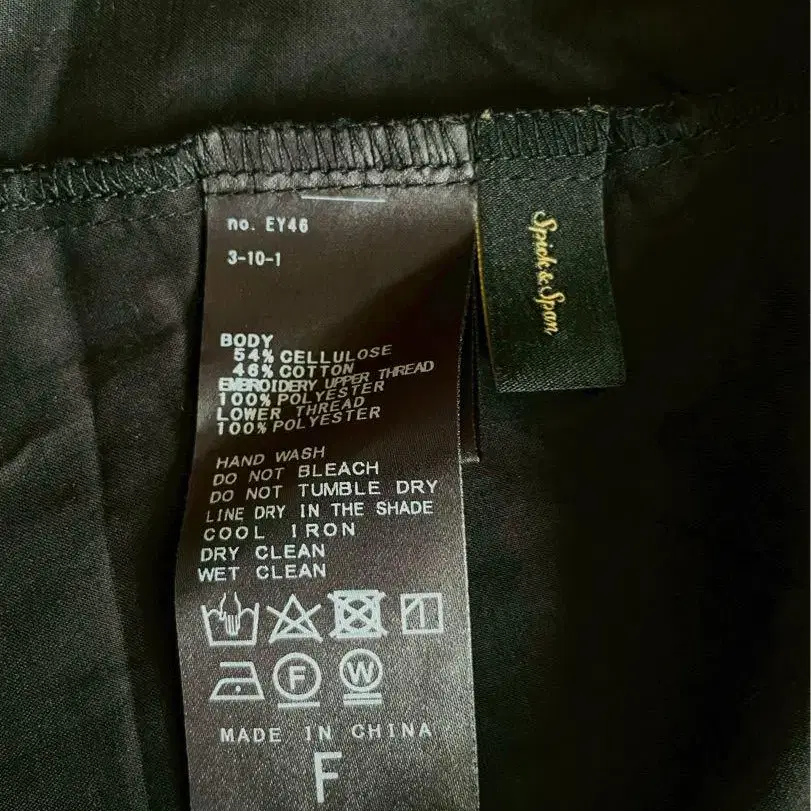 no. EY46
3-10-1
Spick & Span
BODY
54% CELLULOSE
46% COTTON
EMBROIDERY UPPER THREAD
100% POLYESTER
LOWER THREAD
100% POLYESTER
HAND WASH
DO NOT BLEACH
DO NOT TUMBLE DRY
LINE DRY IN THE SHADE
COOL IRON
DRY CLEAN
WET CLEAN
F W
MADE IN CHINA
F